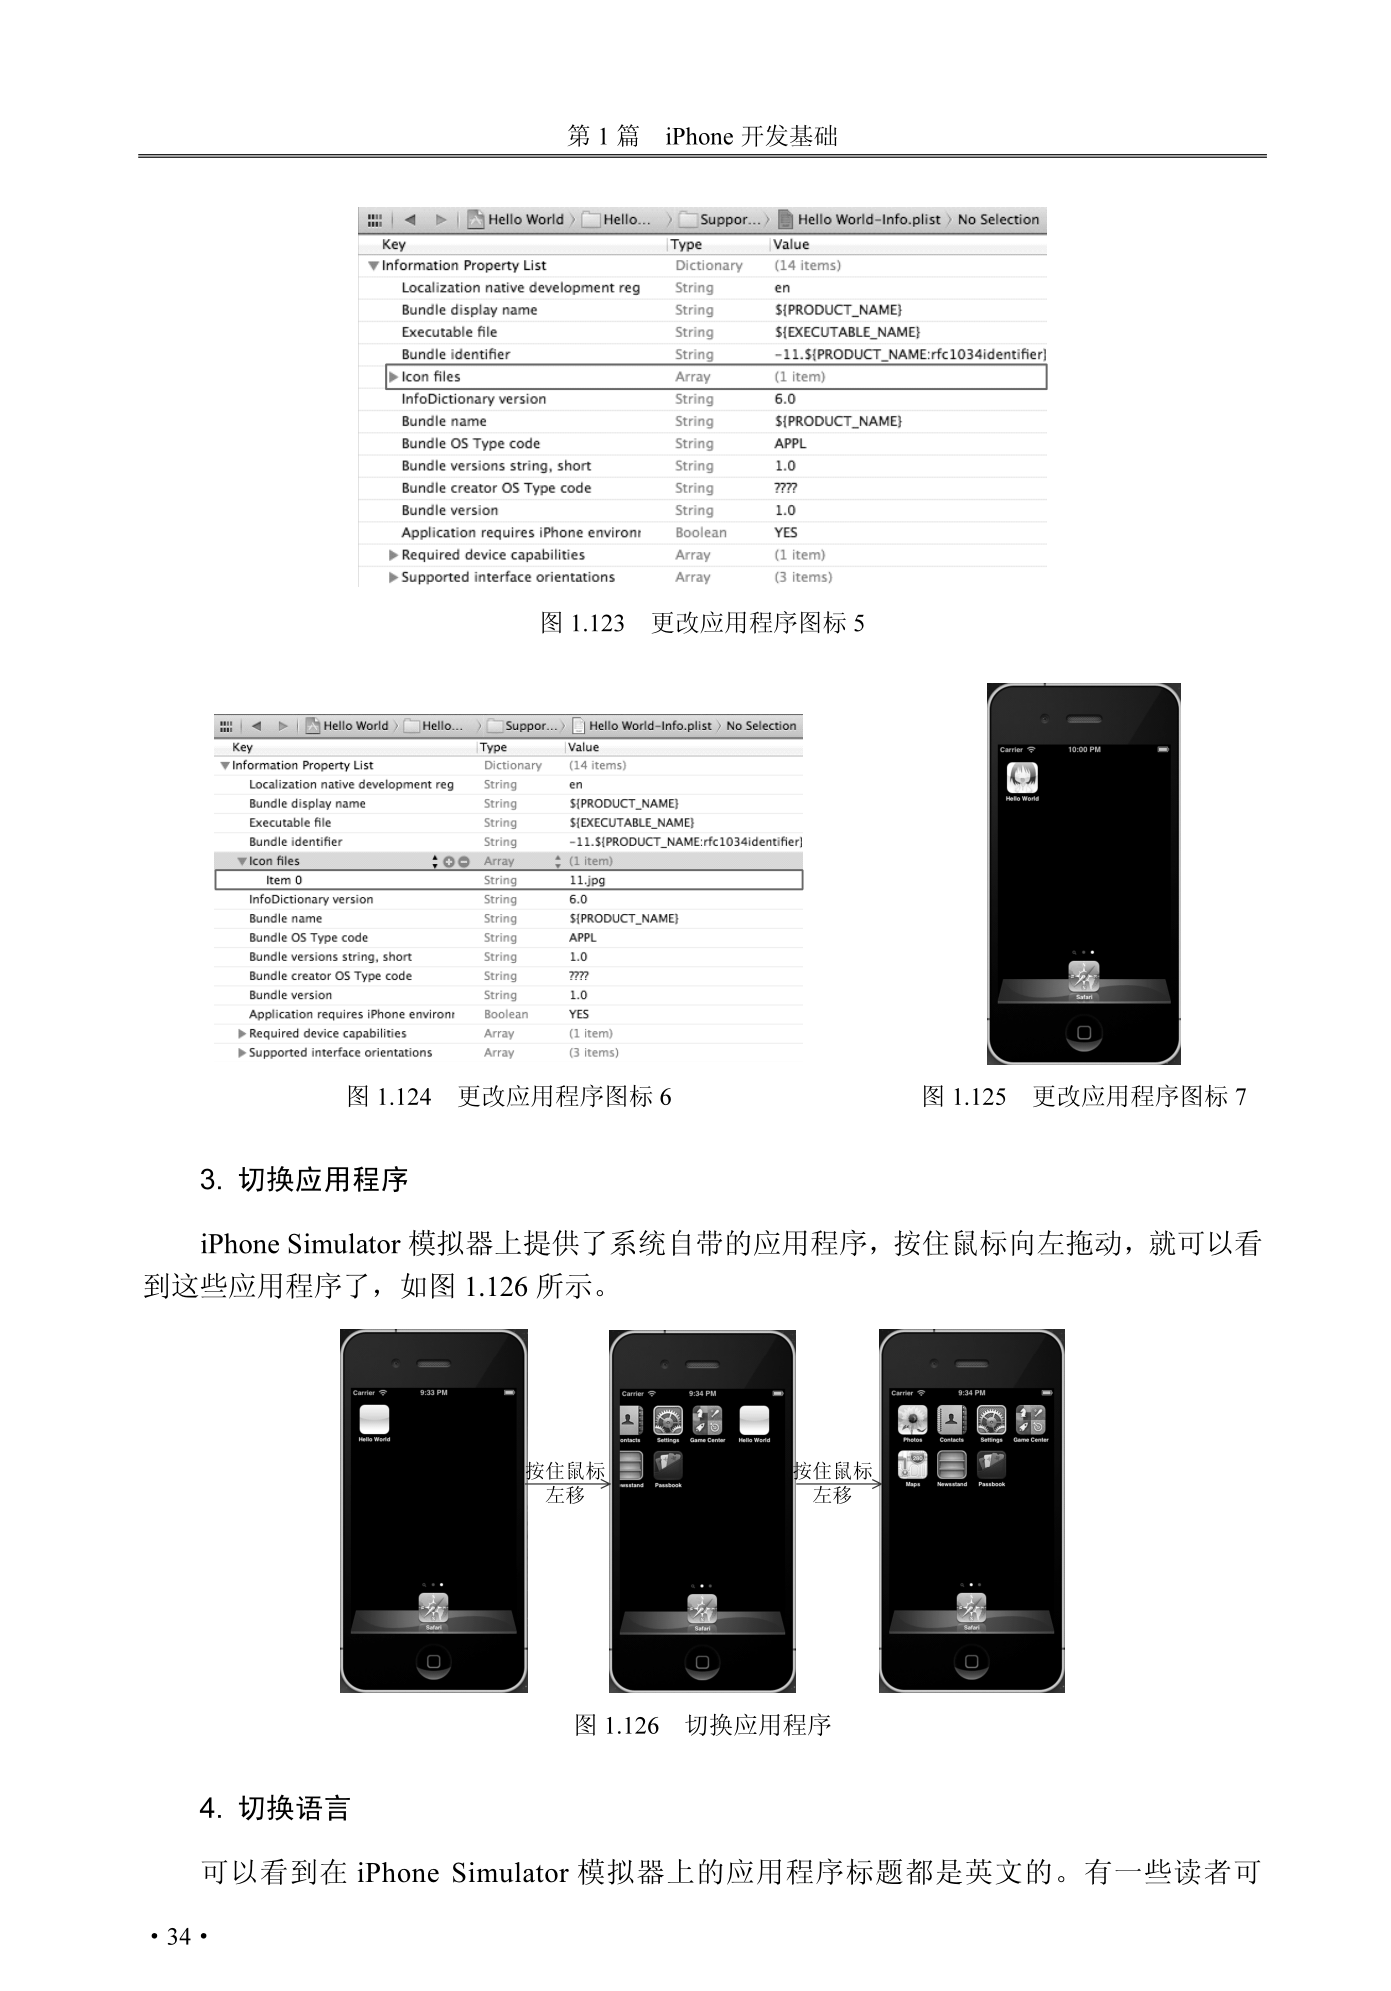 第 1 篇 iPhone 开发基础
Hello World Hello... Suppor... Hello World-Info.plist No Selection
Key Type Value
Information Property List Dictionary (14 items)
Localization native development reg String en
Bundle display name String ${PRODUCT_NAME}
Executable file String ${EXECUTABLE_NAME}
Bundle identifier String -11.${PRODUCT_NAME:rfc1034identifier}
Icon files Array (1 item)
InfoDictionary version String 6.0
Bundle name String ${PRODUCT_NAME}
Bundle OS Type code String APPL
Bundle versions string, short String 1.0
Bundle creator OS Type code String ????
Bundle version String 1.0
Application requires iPhone environ String Boolean YES
Required device capabilities Array (1 item)
Supported interface orientations Array (3 items)
图 1.123 更改应用程序图标 5
Hello World Hello... Suppor... Hello World-Info.plist No Selection
Key Type Value
Information Property List Dictionary (14 items)
Localization native development reg String en
Bundle display name String ${PRODUCT_NAME}
Executable file String ${EXECUTABLE_NAME}
Bundle identifier String -11.${PRODUCT_NAME:rfc1034identifier}
Icon files Array (1 item)
Item 0 String 11.jpg
InfoDictionary version String 6.0
Bundle name String ${PRODUCT_NAME}
Bundle OS Type code String APPL
Bundle versions string, short String 1.0
Bundle creator OS Type code String ????
Bundle version String 1.0
Application requires iPhone environ Boolean YES
Required device capabilities Array (1 item)
Supported interface orientations Array (3 items)
图 1.124 更改应用程序图标 6
Carrier 10:00 PM
Hello World
Safari
图 1.125 更改应用程序图标 7
3. 切换应用程序
iPhone Simulator 模拟器上提供了系统自带的应用程序，按住鼠标向左拖动，就可以看
到这些应用程序了，如图 1.126 所示。
Carrier 9:33 PM
Hello World
Safari
按住鼠标
左移
Carrier 9:34 PM
ontacts Settings Game Center Hello World
wsstand Passbook
Safari
按住鼠标
左移
Carrier 9:34 PM
Photos Contacts Settings Game Center
Maps Newsstand Passbook
Safari
图 1.126 切换应用程序
4. 切换语言
可以看到在 iPhone Simulator 模拟器上的应用程序标题都是英文的。有一些读者可
·34·